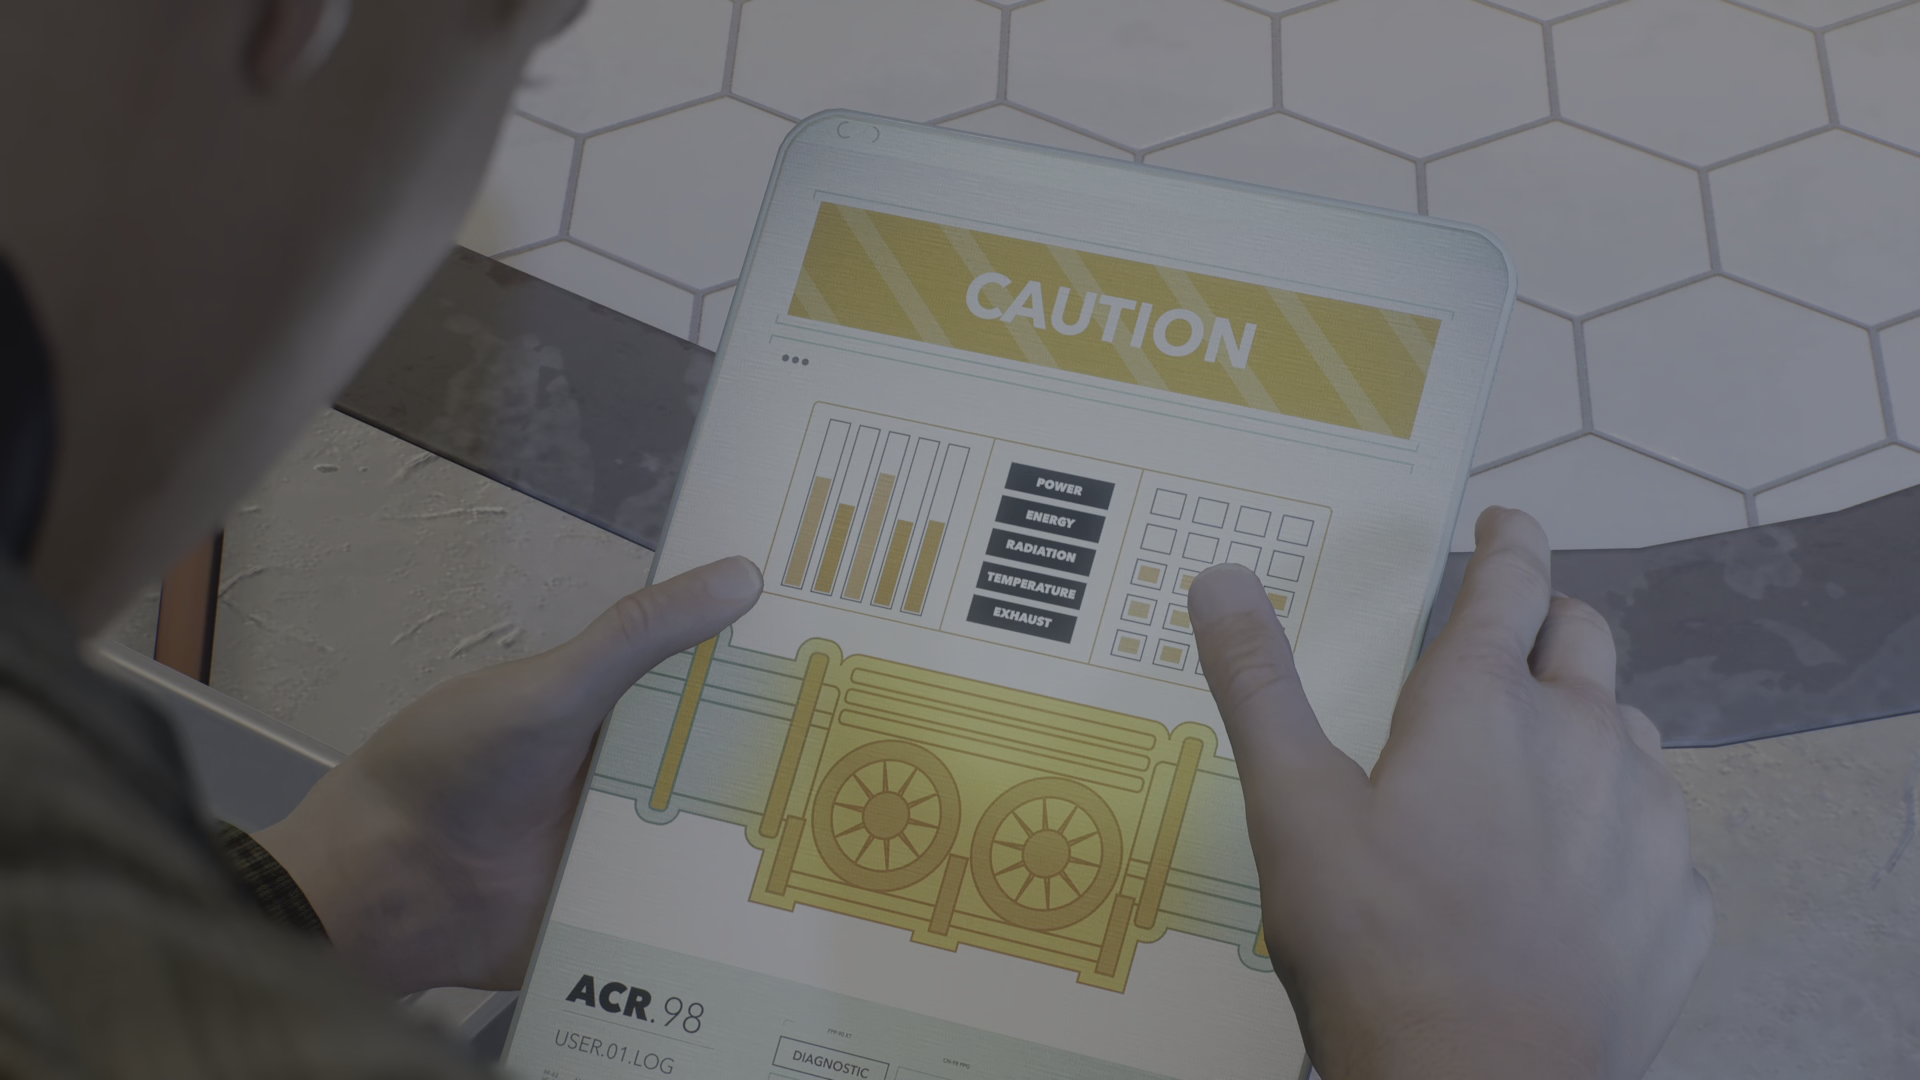 CAUTION
POWER
ENERGY
RADIATION
TEMPERATURE
EXHAUST
ACR.98
USER.01.LOG
DIAGNOSTIC